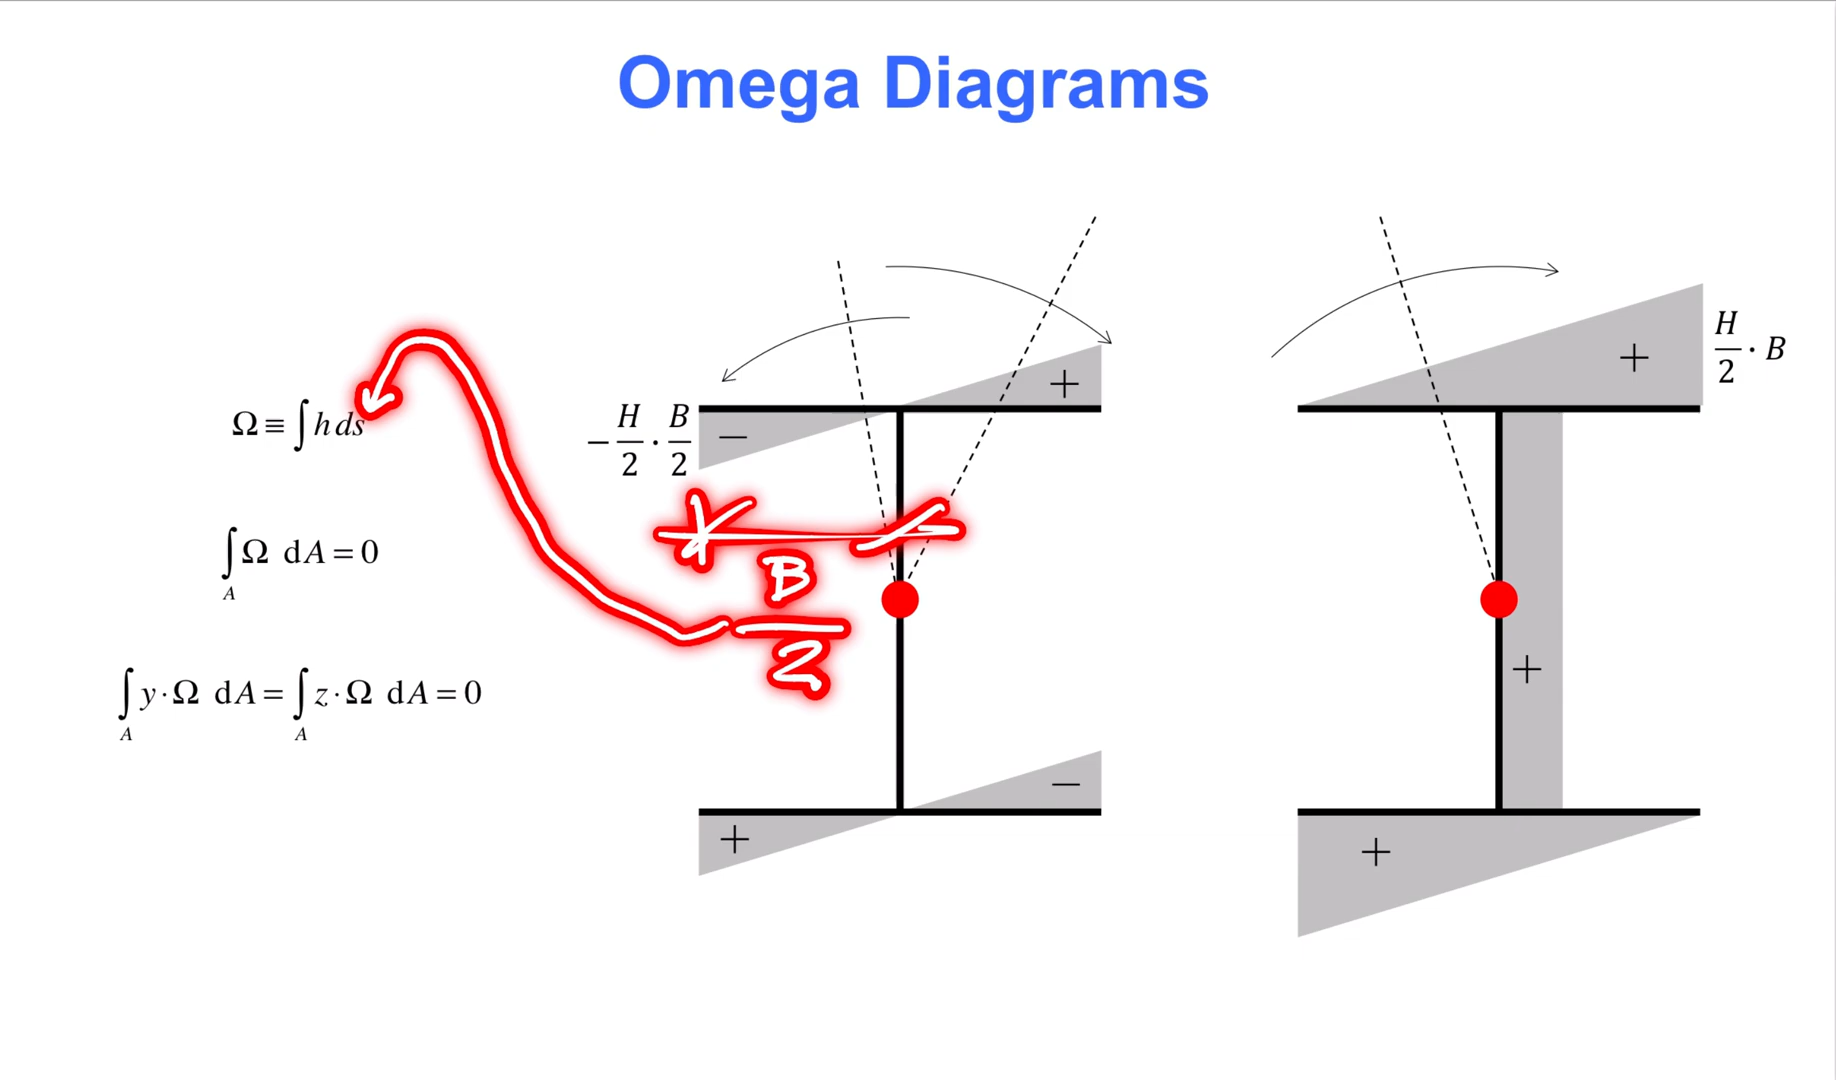 Omega Diagrams
Ω ≡ ∫ h ds
∫_A Ω dA = 0
∫_A y·Ω dA = ∫_A z·Ω dA = 0
−H/2 · B/2
−
+
B/2
+
−
H/2 · B
+
+
+